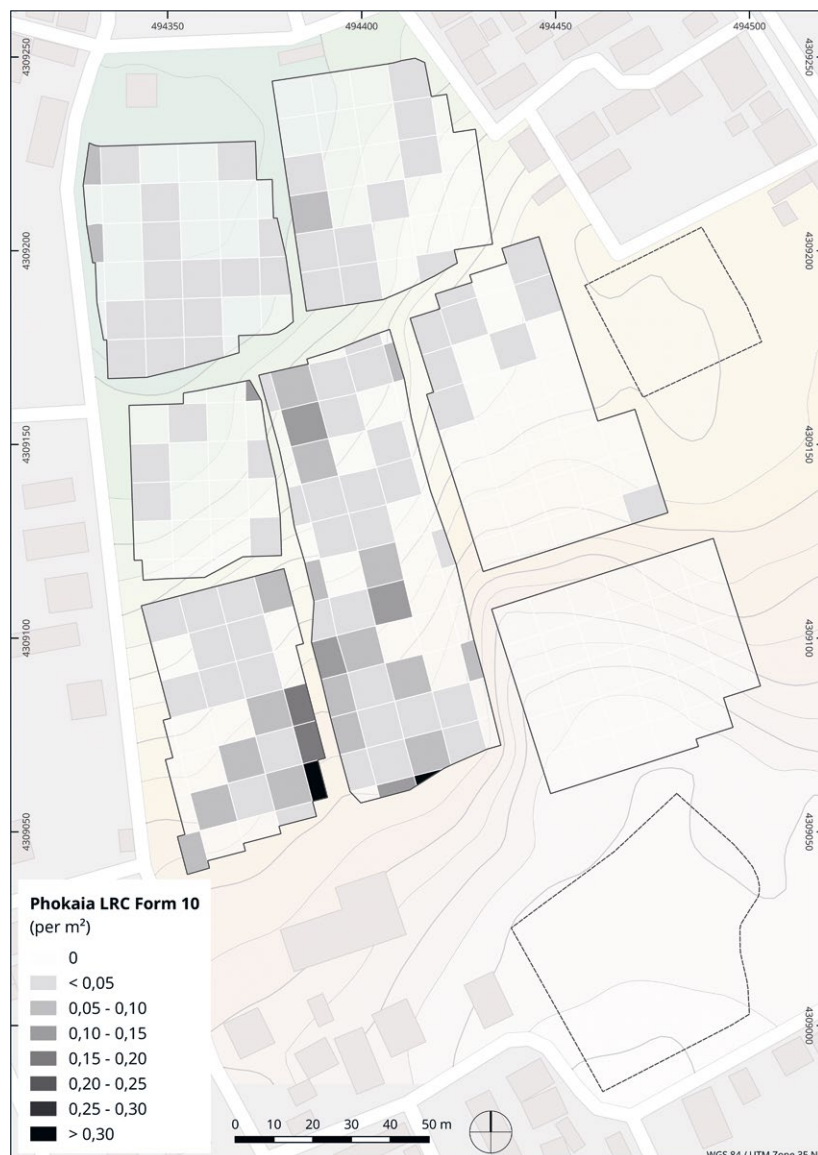 494350 494400 494450 494500
4309250 4309250
4309200 4309200
4309150 4309150
4309100 4309100
4309050 4309050
4309000
Phokaia LRC Form 10
(per m²)
0
< 0,05
0,05 - 0,10
0,10 - 0,15
0,15 - 0,20
0,20 - 0,25
0,25 - 0,30
> 0,30
0 10 20 30 40 50 m
WGS 84 / UTM Zone 35 N